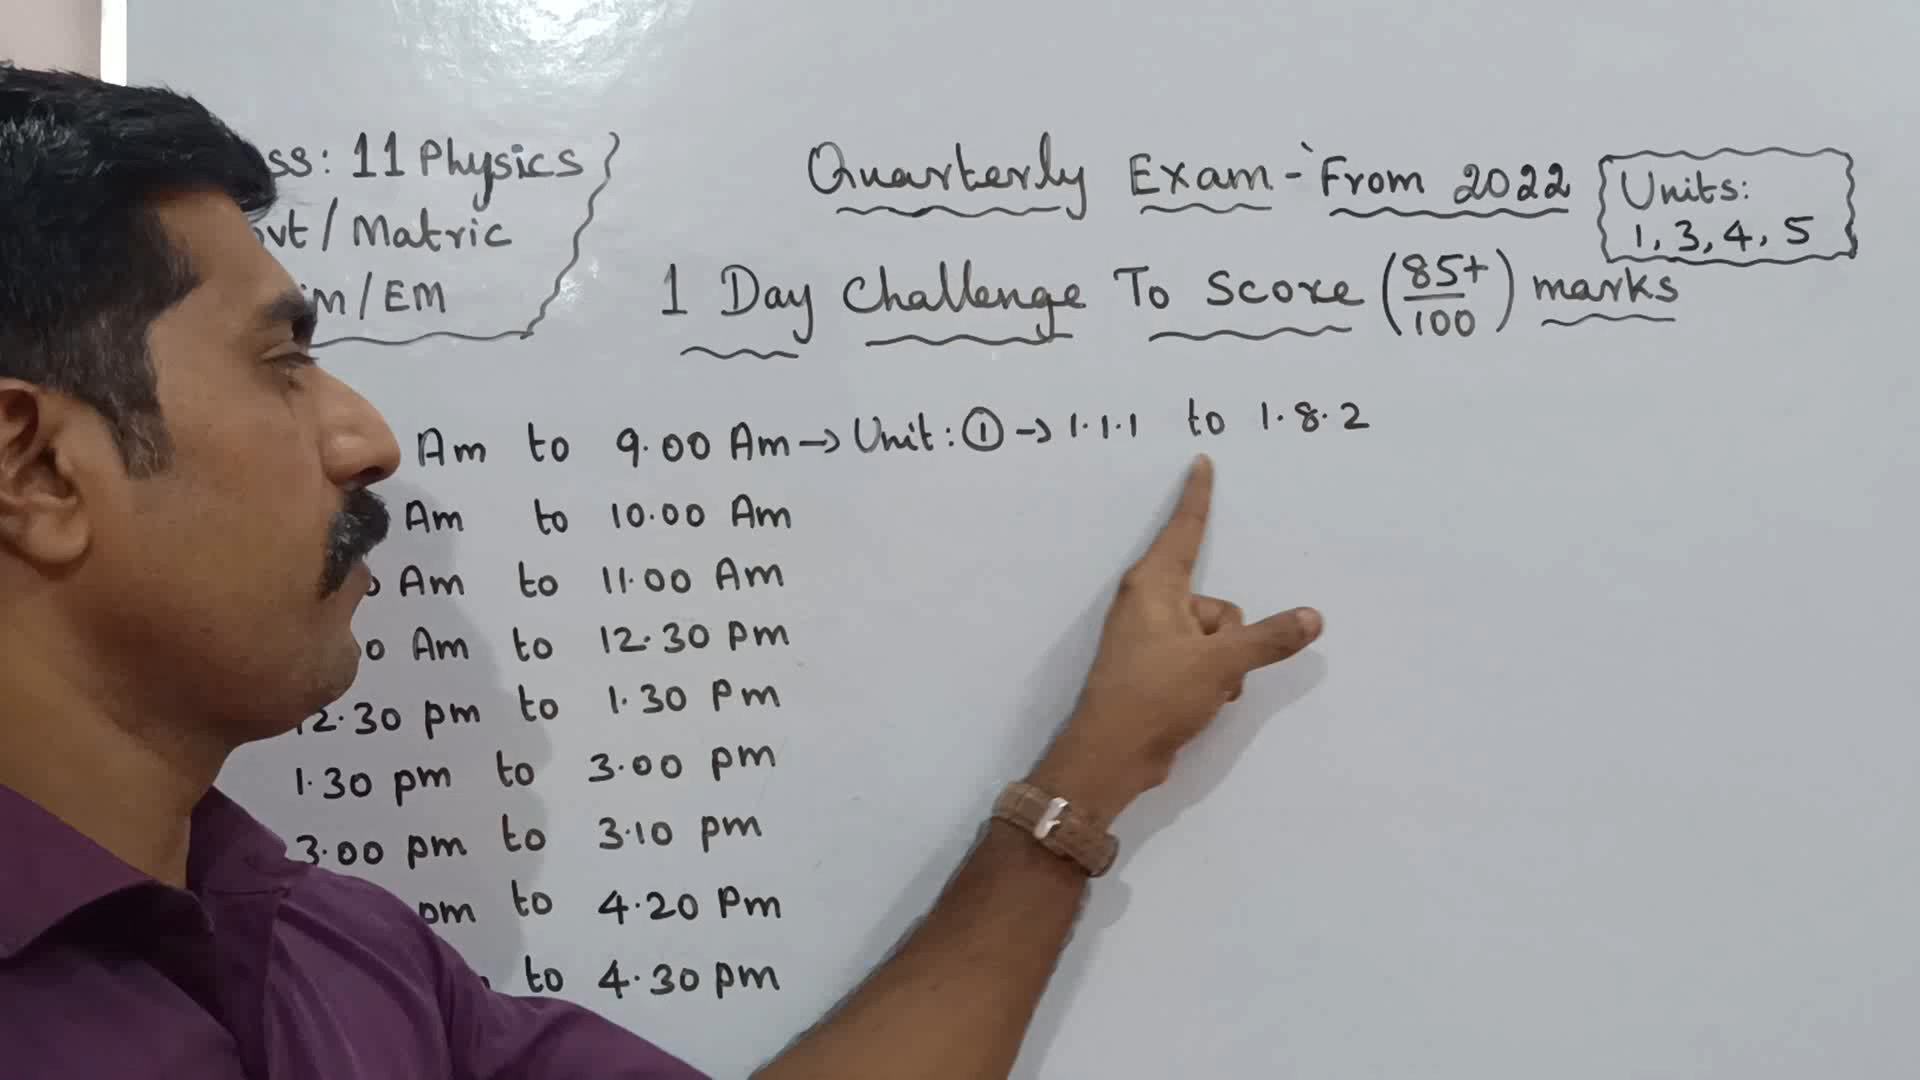 ss: 11 Physics
vt / Matric
m / EM
Quarterly Exam - From 2022
Units:
1, 3, 4, 5
1 Day Challenge To Score (85+/100) marks
Am to 9.00 Am → Unit: ① → 1.1.1 to 1.8.2
Am to 10.00 Am
Am to 11.00 Am
0 Am to 12.30 pm
12.30 pm to 1.30 Pm
1.30 pm to 3.00 pm
3.00 pm to 3.10 pm
pm to 4.20 Pm
to 4.30 pm